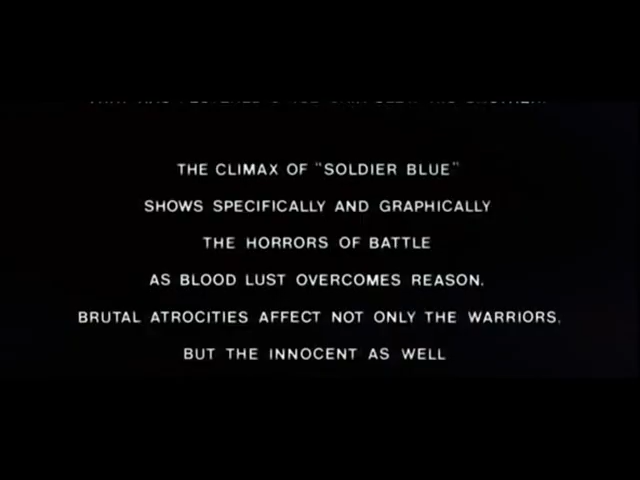 THE CLIMAX OF "SOLDIER BLUE"
SHOWS SPECIFICALLY AND GRAPHICALLY
THE HORRORS OF BATTLE
AS BLOOD LUST OVERCOMES REASON.
BRUTAL ATROCITIES AFFECT NOT ONLY THE WARRIORS,
BUT THE INNOCENT AS WELL